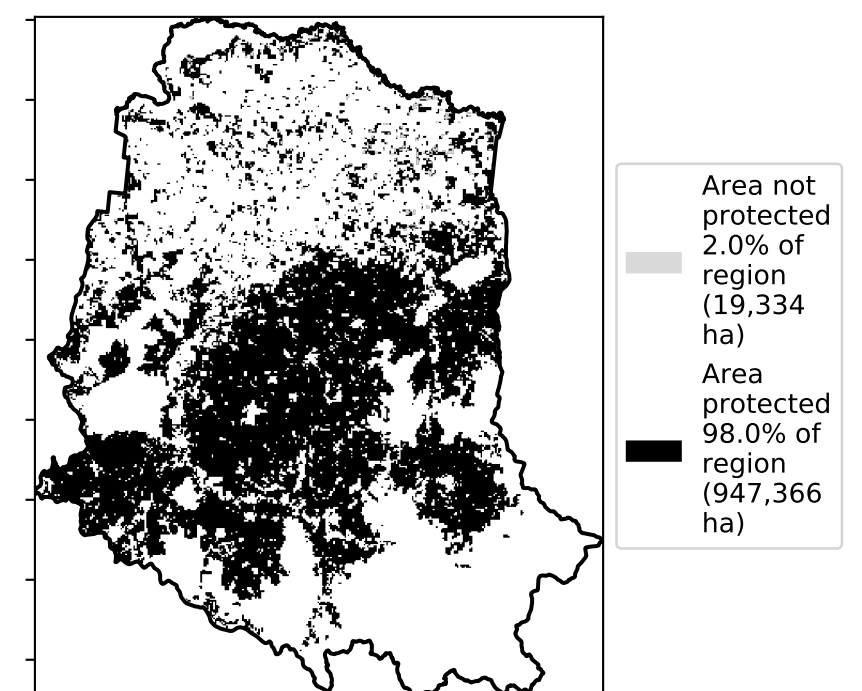 Area not
protected
2.0% of
region
(19,334
ha)
Area
protected
98.0% of
region
(947,366
ha)